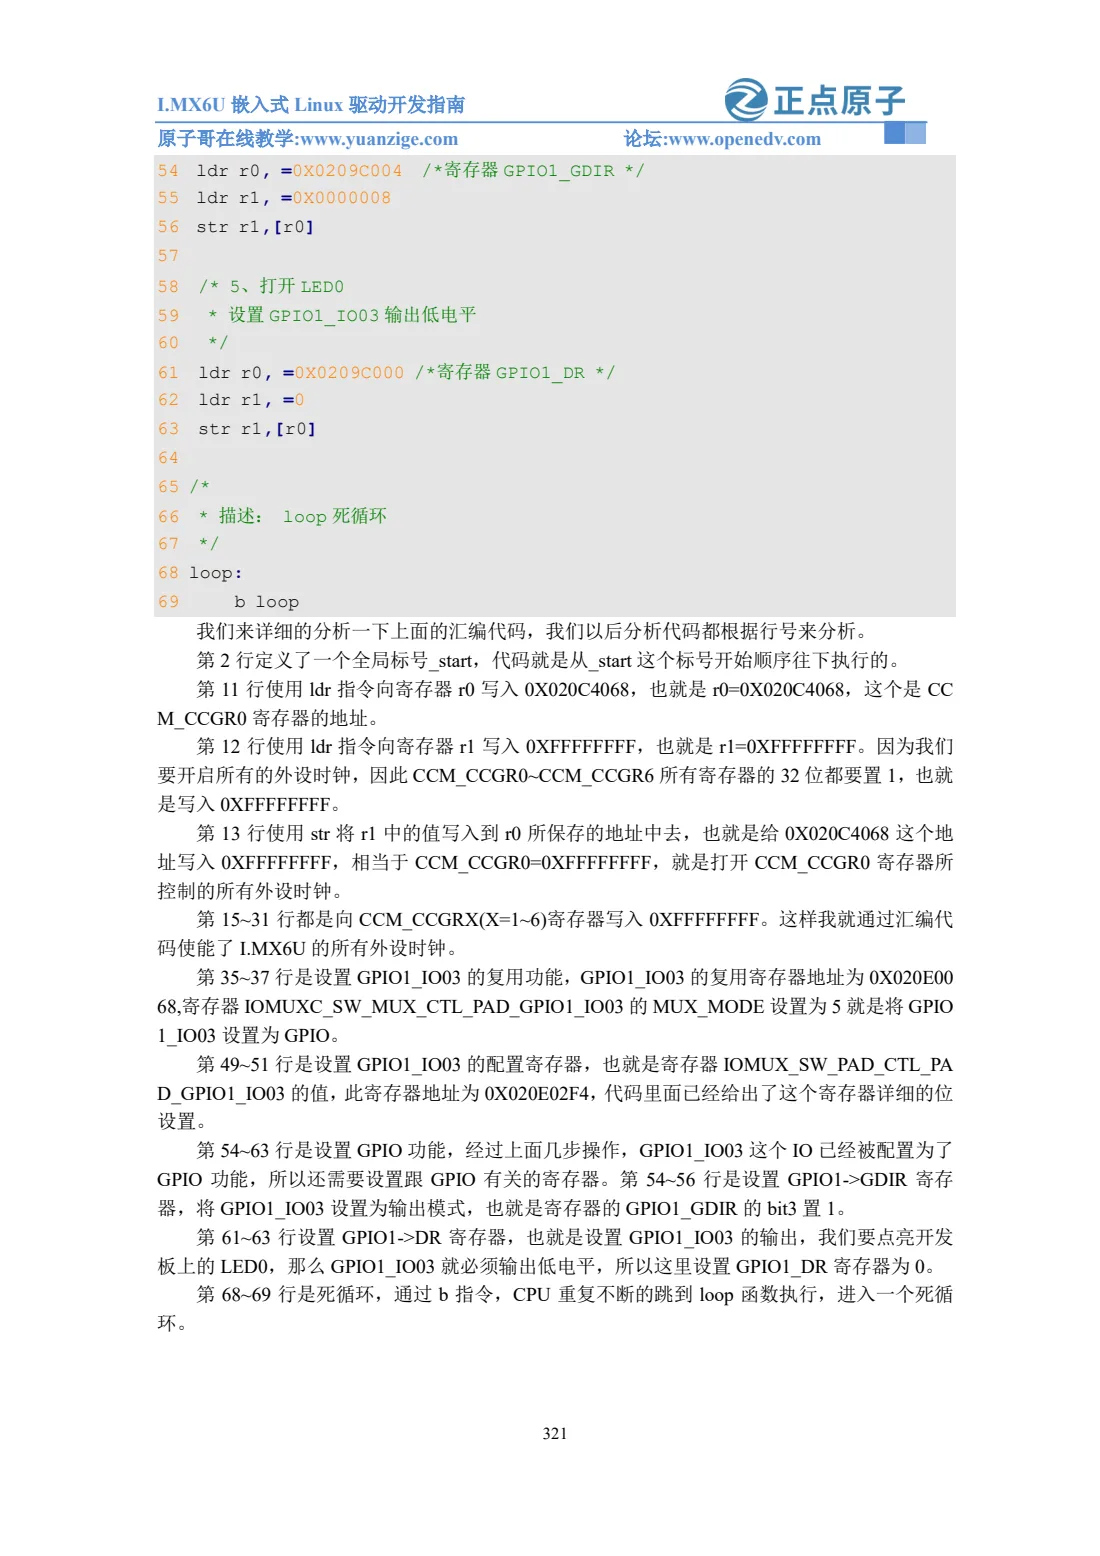 I.MX6U 嵌入式 Linux 驱动开发指南
正点原子
原子哥在线教学:www.yuanzige.com 论坛:www.openedv.com
54 ldr r0, =0X0209C004 /*寄存器 GPIO1_GDIR */
55 ldr r1, =0X0000008
56 str r1,[r0]
57
58 /* 5、打开 LED0
59 * 设置 GPIO1_IO03 输出低电平
60 */
61 ldr r0, =0X0209C000 /*寄存器 GPIO1_DR */
62 ldr r1, =0
63 str r1,[r0]
64
65 /*
66 * 描述： loop 死循环
67 */
68 loop:
69 b loop
我们来详细的分析一下上面的汇编代码，我们以后分析代码都根据行号来分析。
第 2 行定义了一个全局标号_start，代码就是从_start 这个标号开始顺序往下执行的。
第 11 行使用 ldr 指令向寄存器 r0 写入 0X020C4068，也就是 r0=0X020C4068，这个是 CC
M_CCGR0 寄存器的地址。
第 12 行使用 ldr 指令向寄存器 r1 写入 0XFFFFFFFF，也就是 r1=0XFFFFFFFF。因为我们
要开启所有的外设时钟，因此 CCM_CCGR0~CCM_CCGR6 所有寄存器的 32 位都要置 1，也就
是写入 0XFFFFFFFF。
第 13 行使用 str 将 r1 中的值写入到 r0 所保存的地址中去，也就是给 0X020C4068 这个地
址写入 0XFFFFFFFF，相当于 CCM_CCGR0=0XFFFFFFFF，就是打开 CCM_CCGR0 寄存器所
控制的所有外设时钟。
第 15~31 行都是向 CCM_CCGRX(X=1~6)寄存器写入 0XFFFFFFFF。这样我就通过汇编代
码使能了 I.MX6U 的所有外设时钟。
第 35~37 行是设置 GPIO1_IO03 的复用功能，GPIO1_IO03 的复用寄存器地址为 0X020E00
68,寄存器 IOMUXC_SW_MUX_CTL_PAD_GPIO1_IO03 的 MUX_MODE 设置为 5 就是将 GPIO
1_IO03 设置为 GPIO。
第 49~51 行是设置 GPIO1_IO03 的配置寄存器，也就是寄存器 IOMUX_SW_PAD_CTL_PA
D_GPIO1_IO03 的值，此寄存器地址为 0X020E02F4，代码里面已经给出了这个寄存器详细的位
设置。
第 54~63 行是设置 GPIO 功能，经过上面几步操作，GPIO1_IO03 这个 IO 已经被配置为了
GPIO 功能，所以还需要设置跟 GPIO 有关的寄存器。第 54~56 行是设置 GPIO1->GDIR 寄存
器，将 GPIO1_IO03 设置为输出模式，也就是寄存器的 GPIO1_GDIR 的 bit3 置 1。
第 61~63 行设置 GPIO1->DR 寄存器，也就是设置 GPIO1_IO03 的输出，我们要点亮开发
板上的 LED0，那么 GPIO1_IO03 就必须输出低电平，所以这里设置 GPIO1_DR 寄存器为 0。
第 68~69 行是死循环，通过 b 指令，CPU 重复不断的跳到 loop 函数执行，进入一个死循
环。
321